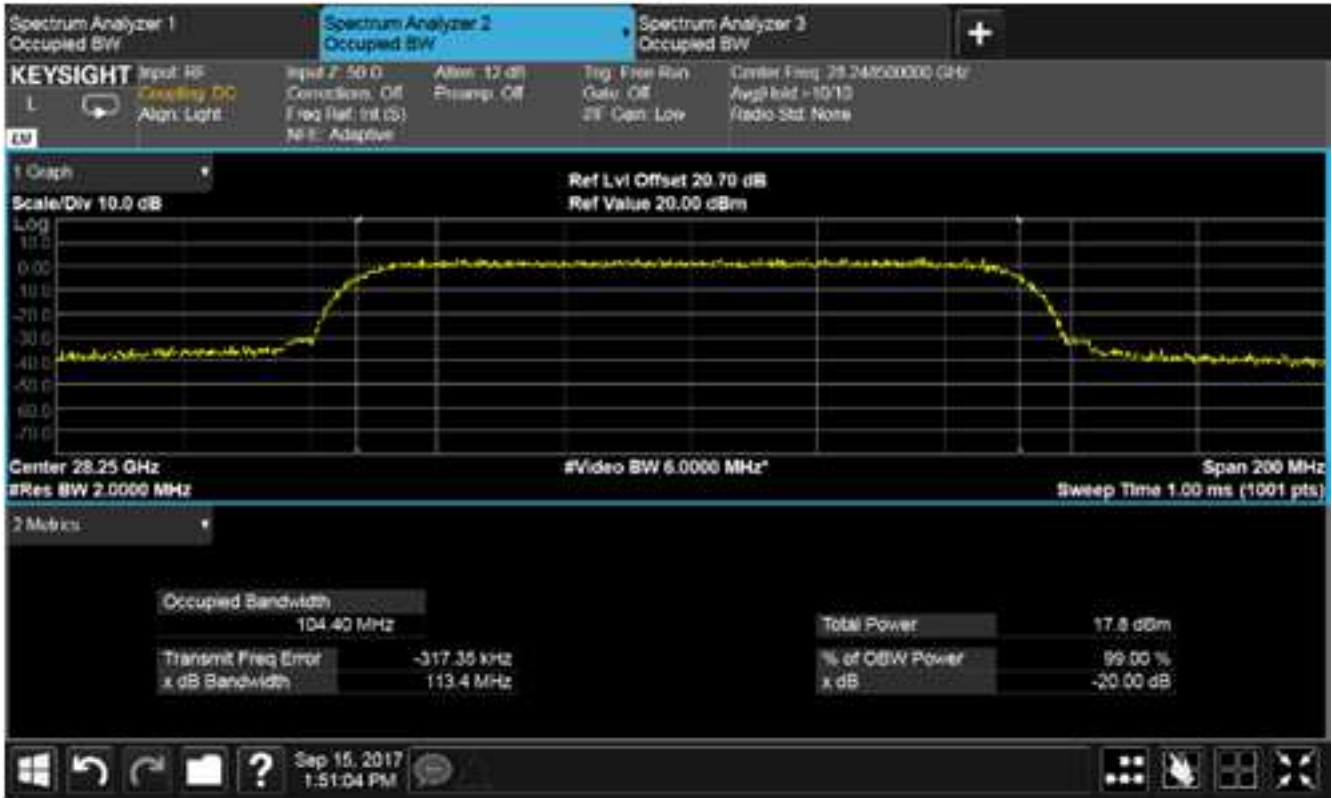 Spectrum Analyzer 1
Occupied BW
Spectrum Analyzer 2
Occupied BW
Spectrum Analyzer 3
Occupied BW
+
KEYSIGHT
L
Input: RF
Coupling: DC
Align: Light
Input Z: 50 Ω
Corrections: Off
Freq Ref: Int (S)
NFE: Adaptive
Atten: 12 dB
Preamp: Off
Trig: Free Run
Gate: Off
#IF Gain: Low
Center Freq: 28.248500000 GHz
Avg|Hold:>10/10
Radio Std: None
1 Graph
Scale/Div 10.0 dB
Ref Lvl Offset 20.70 dB
Ref Value 20.00 dBm
Log
10.0
0.00
-10.0
-20.0
-30.0
-40.0
-50.0
-60.0
-70.0
Center 28.25 GHz
#Video BW 6.0000 MHz*
Span 200 MHz
#Res BW 2.0000 MHz
Sweep Time 1.00 ms (1001 pts)
2 Metrics
Occupied Bandwidth
104.40 MHz
Total Power 17.8 dBm
Transmit Freq Error -317.35 kHz
% of OBW Power 99.00 %
x dB Bandwidth 113.4 MHz
x dB -20.00 dB
?
Sep 15, 2017
1:51:04 PM